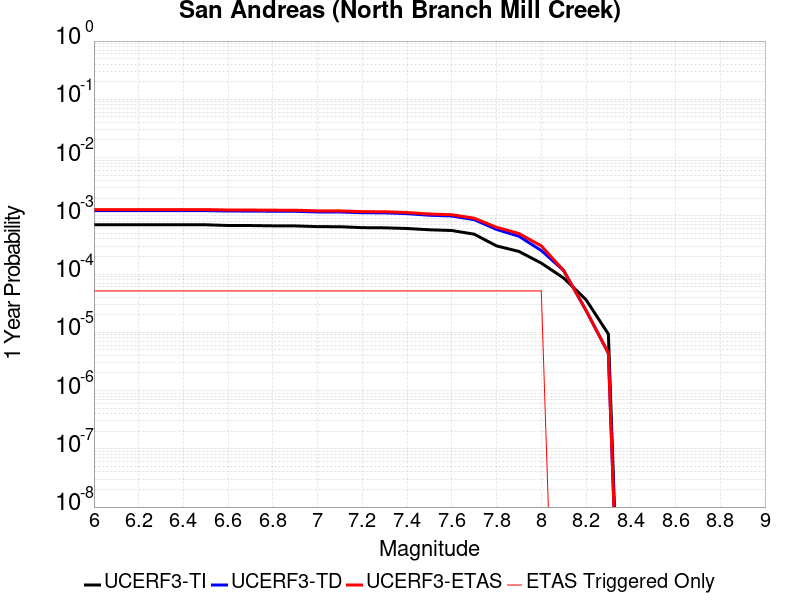 San Andreas (North Branch Mill Creek)
10^0
10^-1
10^-2
10^-3
10^-4
10^-5
10^-6
10^-7
10^-8
1 Year Probability
6 6.2 6.4 6.6 6.8 7 7.2 7.4 7.6 7.8 8 8.2 8.4 8.6 8.8 9
Magnitude
UCERF3-TI UCERF3-TD UCERF3-ETAS ETAS Triggered Only